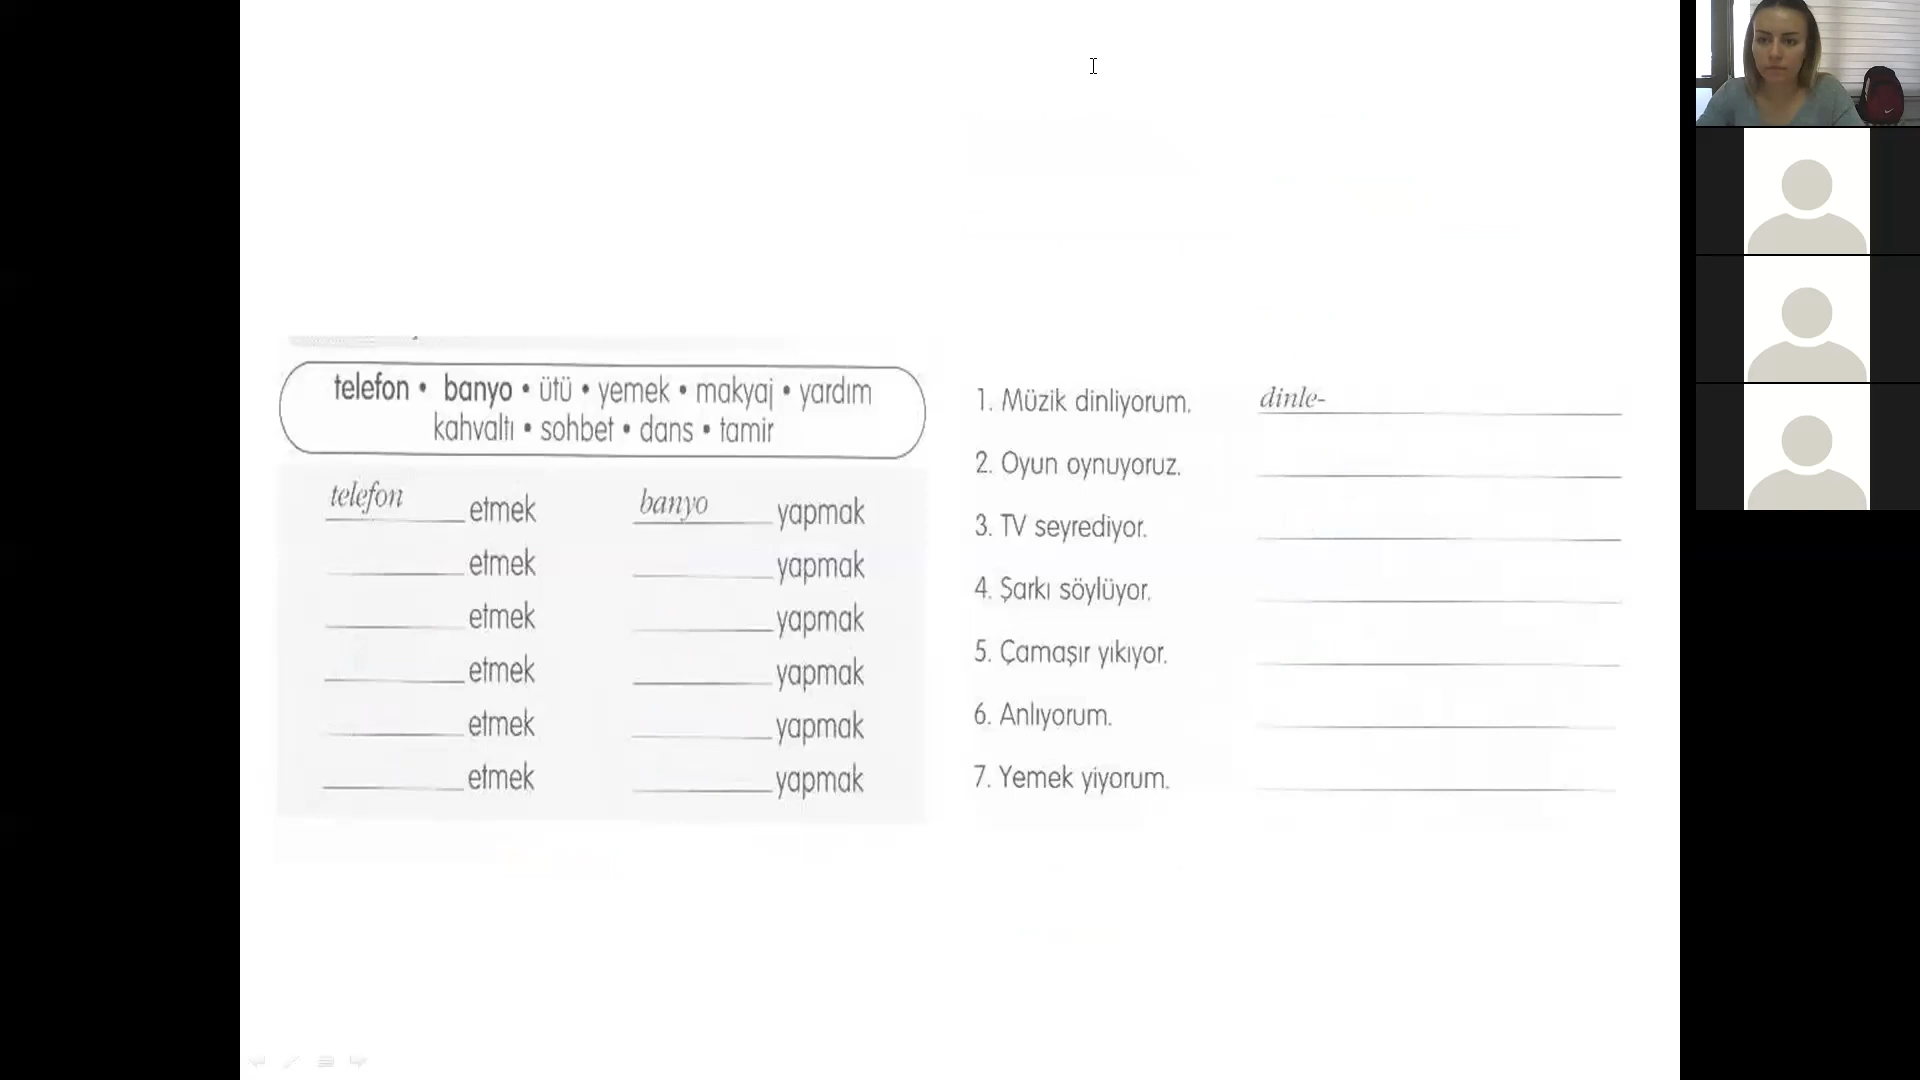 telefon • banyo • ütü • yemek • makyaj • yardım
kahvaltı • sohbet • dans • tamir
telefon etmek
etmek
etmek
etmek
etmek
etmek
banyo yapmak
yapmak
yapmak
yapmak
yapmak
yapmak
1. Müzik dinliyorum. dinle-
2. Oyun oynuyoruz.
3. TV seyrediyor.
4. Şarkı söylüyor.
5. Çamaşır yıkıyor.
6. Anlıyorum.
7. Yemek yiyorum.